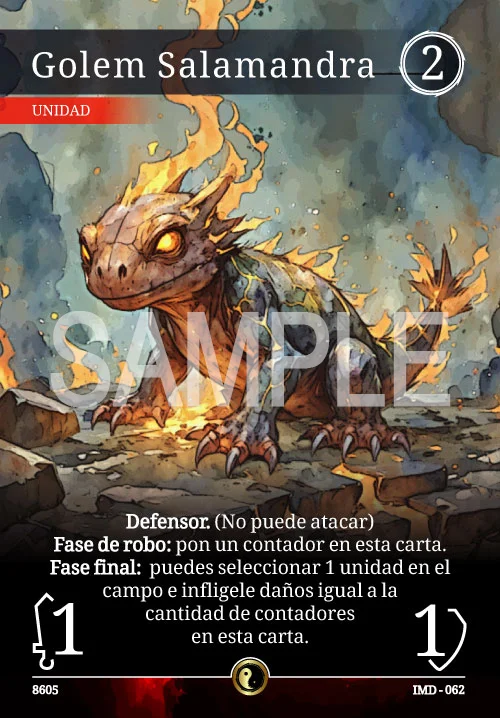 Golem Salamandra 2
UNIDAD
SAMPLE
Defensor. (No puede atacar)
Fase de robo: pon un contador en esta carta.
Fase final: puedes seleccionar 1 unidad en el
campo e infligele daños igual a la
cantidad de contadores
en esta carta.
1 1
8605 IMD - 062